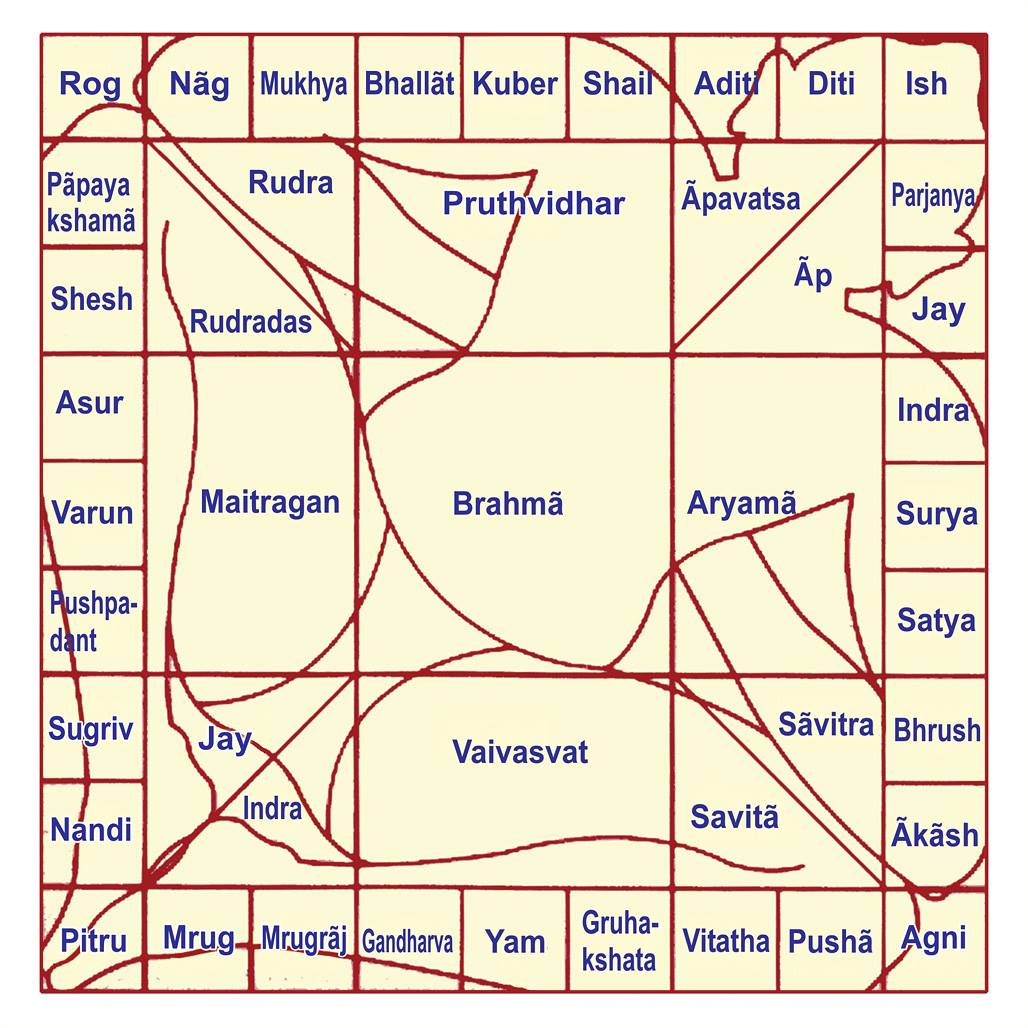 Rog
Nãg
Mukhya
Bhallãt
Kuber
Shail
Aditi
Diti
Ish
Pãpaya
kshamã
Rudra
Pruthvidhar
Ãpavatsa
Parjanya
Shesh
Rudradas
Ãp
Jay
Asur
Indra
Varun
Maitragan
Brahmã
Aryamã
Surya
Pushpa-
dant
Satya
Sugriv
Jay
Vaivasvat
Sãvitra
Bhrush
Nandi
Indra
Savitã
Ãkãsh
Pitru
Mrug
Mrugrãj
Gandharva
Yam
Gruha-
kshata
Vitatha
Pushã
Agni